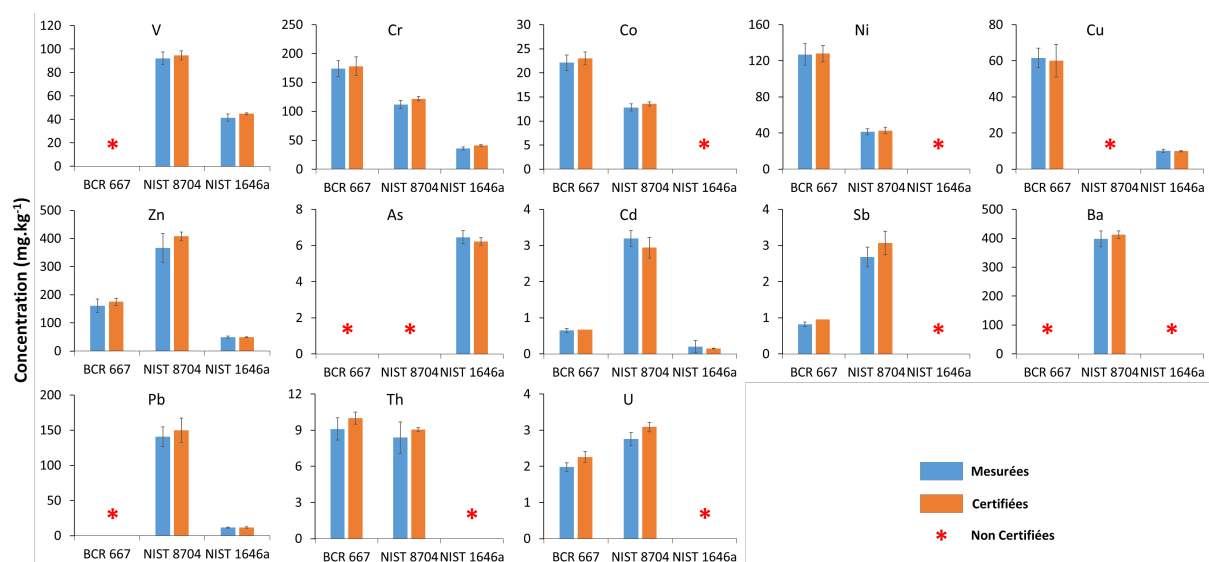 Concentration (mg.kg-1)
V
120
100
80
60
40
20
0
BCR 667 NIST 8704 NIST 1646a
Cr
250
200
150
100
50
0
BCR 667 NIST 8704 NIST 1646a
Co
30
25
20
15
10
5
0
BCR 667 NIST 8704 NIST 1646a
Ni
160
120
80
40
0
BCR 667 NIST 8704 NIST 1646a
Cu
80
60
40
20
0
BCR 667 NIST 8704 NIST 1646a
Zn
500
400
300
200
100
0
BCR 667 NIST 8704 NIST 1646a
As
8
6
4
2
0
BCR 667 NIST 8704 NIST 1646a
Cd
4
3
2
1
0
BCR 667 NIST 8704 NIST 1646a
Sb
4
3
2
1
0
BCR 667 NIST 8704 NIST 1646a
Ba
500
400
300
200
100
0
BCR 667 NIST 8704 NIST 1646a
Pb
200
150
100
50
0
BCR 667 NIST 8704 NIST 1646a
Th
12
9
6
3
0
BCR 667 NIST 8704 NIST 1646a
U
4
3
2
1
0
BCR 667 NIST 8704 NIST 1646a
Mesurées
Certifiées
* Non Certifiées